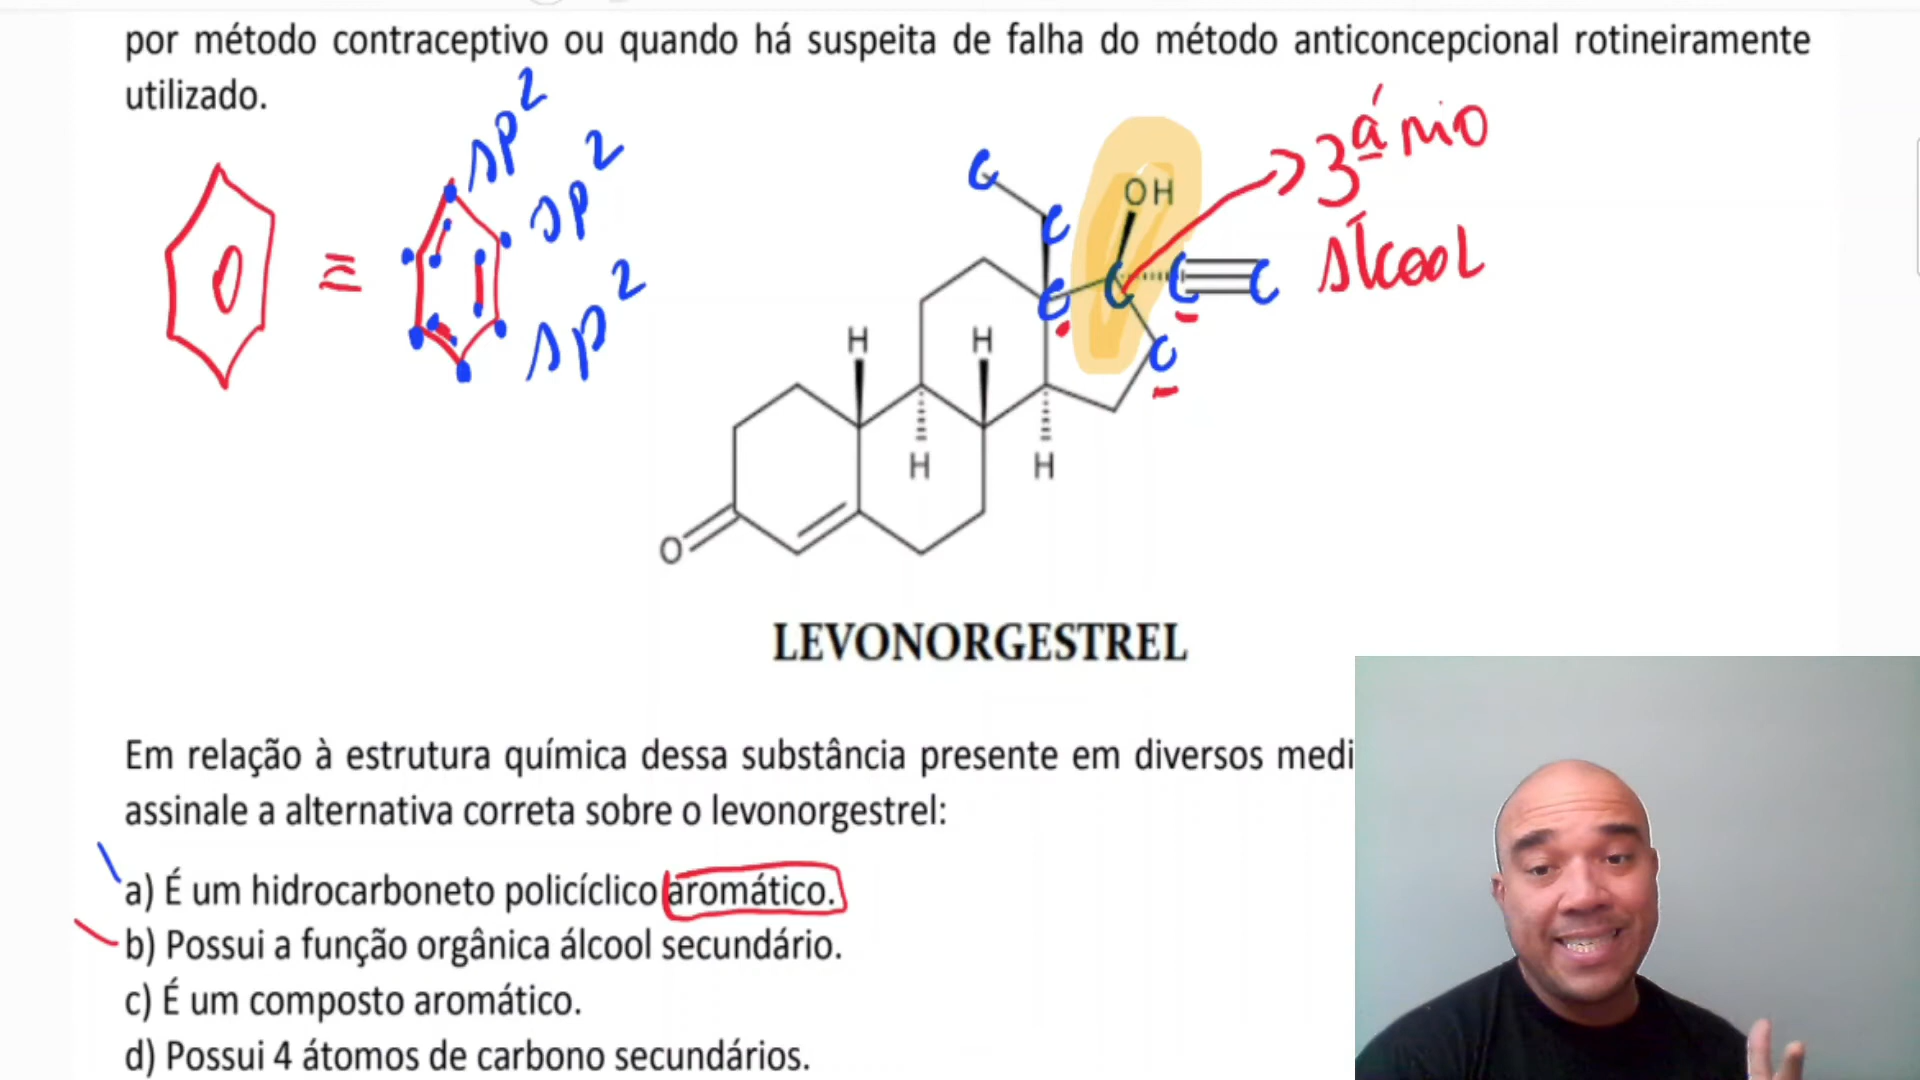 por método contraceptivo ou quando há suspeita de falha do método anticoncepcional rotineiramente
utilizado.
sp²
sp²
sp²
≡
C
C
C
C
C
C
C
OH
3ário
álcool
H
H
H
H
O
LEVONORGESTREL
Em relação à estrutura química dessa substância presente em diversos medi
assinale a alternativa correta sobre o levonorgestrel:
a) É um hidrocarboneto policíclico aromático.
b) Possui a função orgânica álcool secundário.
c) É um composto aromático.
d) Possui 4 átomos de carbono secundários.